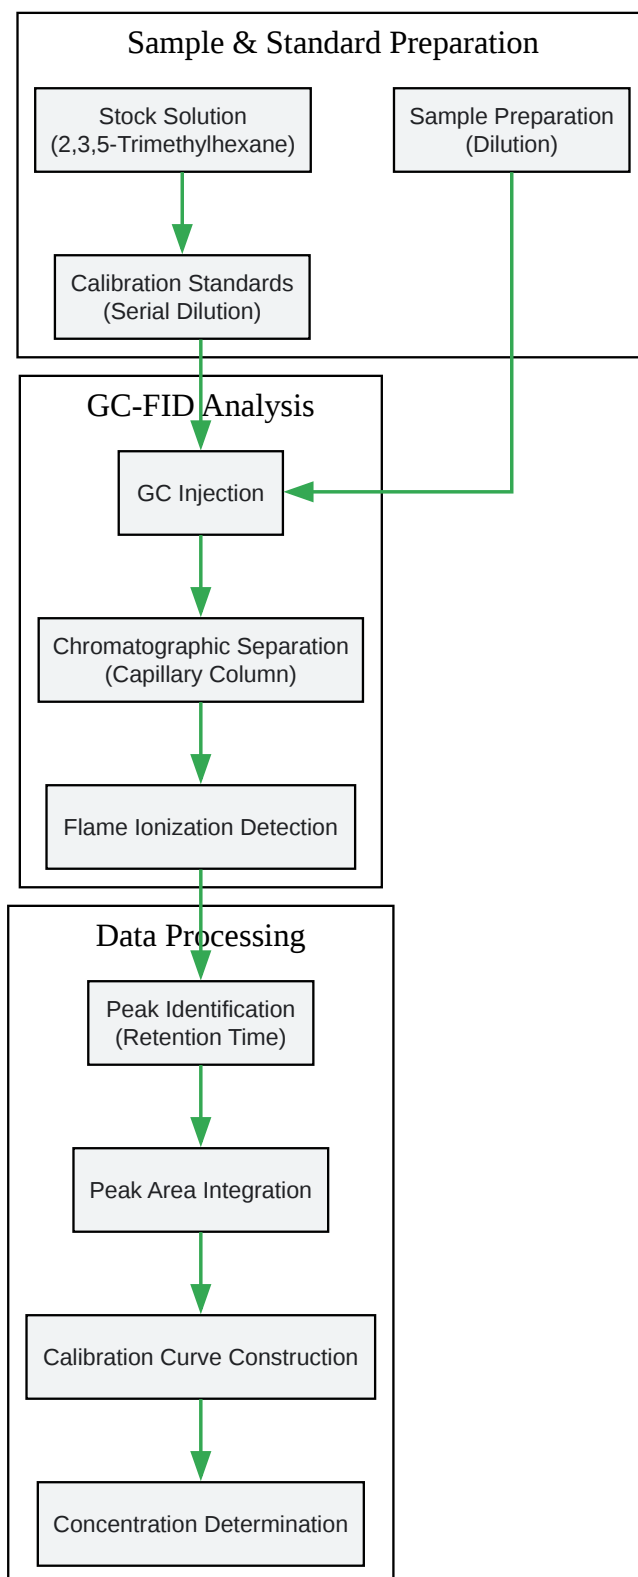 Sample & Standard Preparation
Stock Solution
(2,3,5-Trimethylhexane)
Sample Preparation
(Dilution)
Calibration Standards
(Serial Dilution)
GC-FID Analysis
GC Injection
Chromatographic Separation
(Capillary Column)
Flame Ionization Detection
Data Processing
Peak Identification
(Retention Time)
Peak Area Integration
Calibration Curve Construction
Concentration Determination